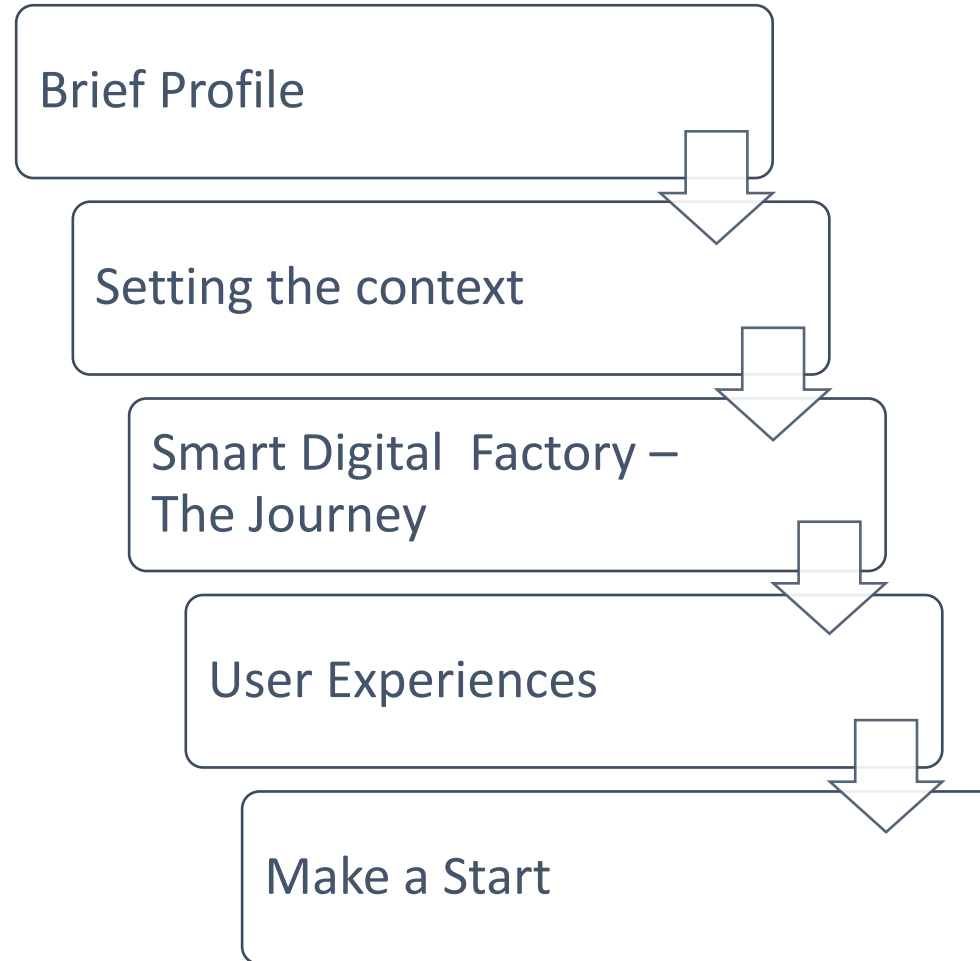 Brief Profile
Setting the context
Smart Digital  Factory –
The Journey
User Experiences
Make a Start